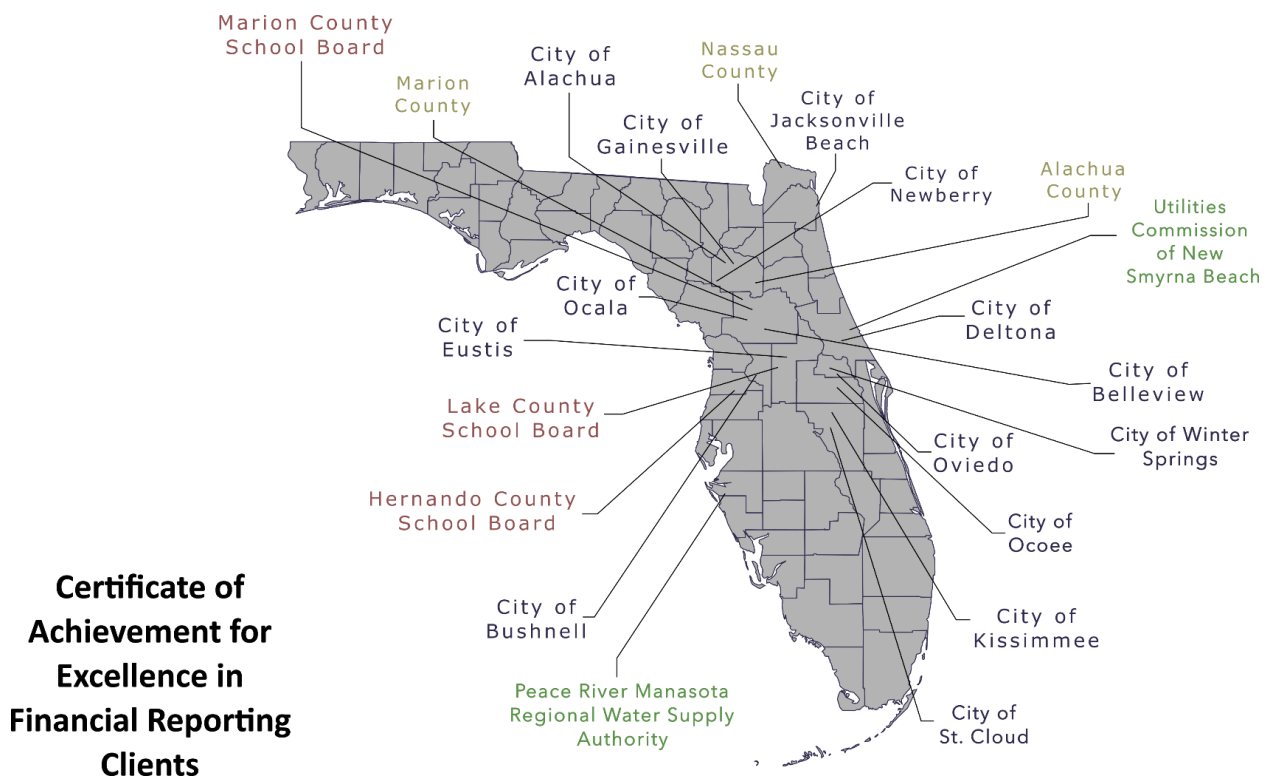 Marion County
School Board
City of
Alachua
Nassau
County
Marion
County
City of
Jacksonville
Beach
City of
Gainesville
City of
Newberry
Alachua
County
Utilities
Commission
of New
Smyrna Beach
City of
Ocala
City of
Deltona
City of
Eustis
City of
Belleview
Lake County
School Board
City of
Oviedo
City of Winter
Springs
Hernando County
School Board
City of
Ocoee
Certificate of
Achievement for
Excellence in
Financial Reporting
Clients
City of
Bushnell
City of
Kissimmee
Peace River Manasota
Regional Water Supply
Authority
City of
St. Cloud